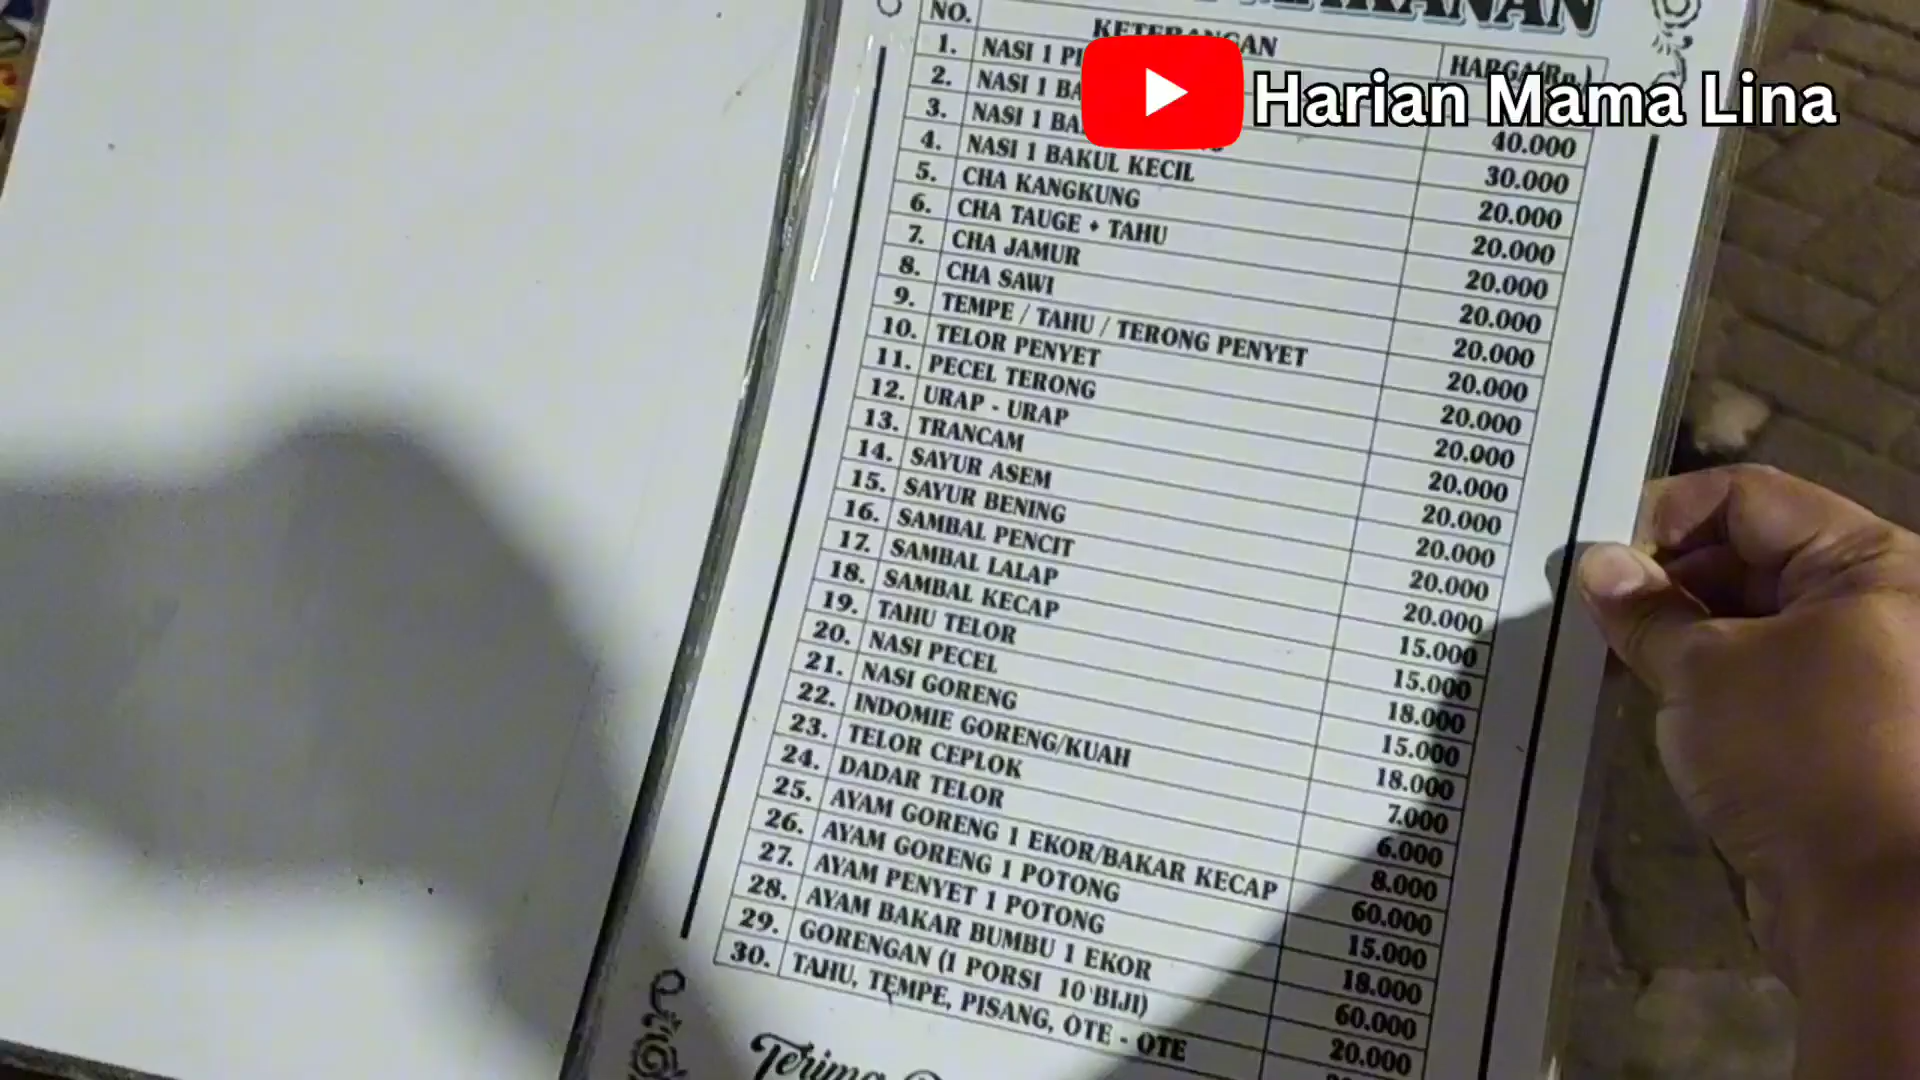 NO. KETERANGAN HARGA(Rp.)
Harian Mama Lina
1. NASI 1
2. NASI 1 40.000
3. NASI 1 30.000
4. NASI 1 BAKUL KECIL 20.000
5. CHA KANGKUNG 20.000
6. CHA TAUGE + TAHU 20.000
7. CHA JAMUR 20.000
8. CHA SAWI 20.000
9. TEMPE / TAHU / TERONG PENYET 20.000
10. TELOR PENYET 20.000
11. PECEL TERONG 20.000
12. URAP - URAP 20.000
13. TRANCAM 20.000
14. SAYUR ASEM 20.000
15. SAYUR BENING 20.000
16. SAMBAL PENCIT 20.000
17. SAMBAL LALAP 15.000
18. SAMBAL KECAP 15.000
19. TAHU TELOR 18.000
20. NASI PECEL 15.000
21. NASI GORENG 18.000
22. INDOMIE GORENG/KUAH 7.000
23. TELOR CEPLOK 6.000
24. DADAR TELOR 8.000
25. AYAM GORENG 1 EKOR/BAKAR KECAP 60.000
26. AYAM GORENG 1 POTONG 15.000
27. AYAM PENYET 1 POTONG 18.000
28. AYAM BAKAR BUMBU 1 EKOR 60.000
29. GORENGAN (1 PORSI 10 BIJI) 20.000
30. TAHU, TEMPE, PISANG, OTE - OTE
Terima